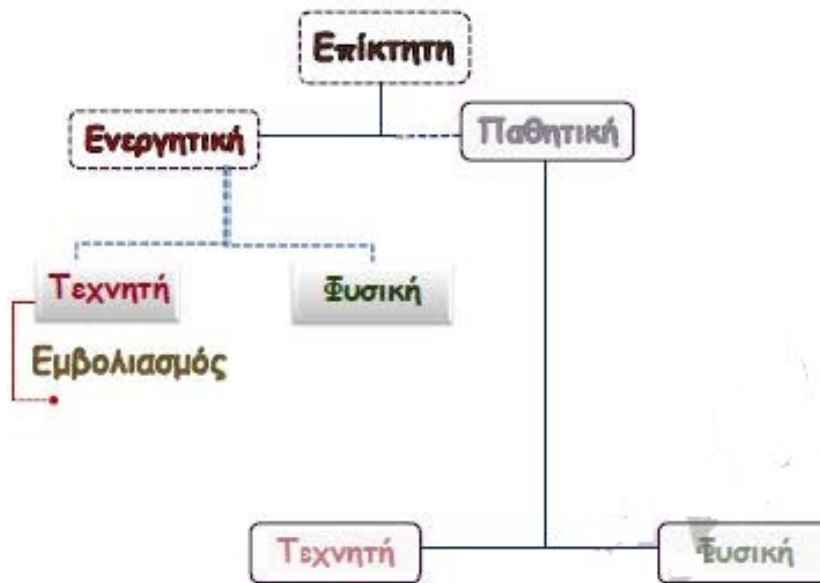 Επίκτητη
Ενεργητική
Παθητική
Τεχνητή
Φυσική
Εμβολιασμός
Τεχνητή
Φυσική